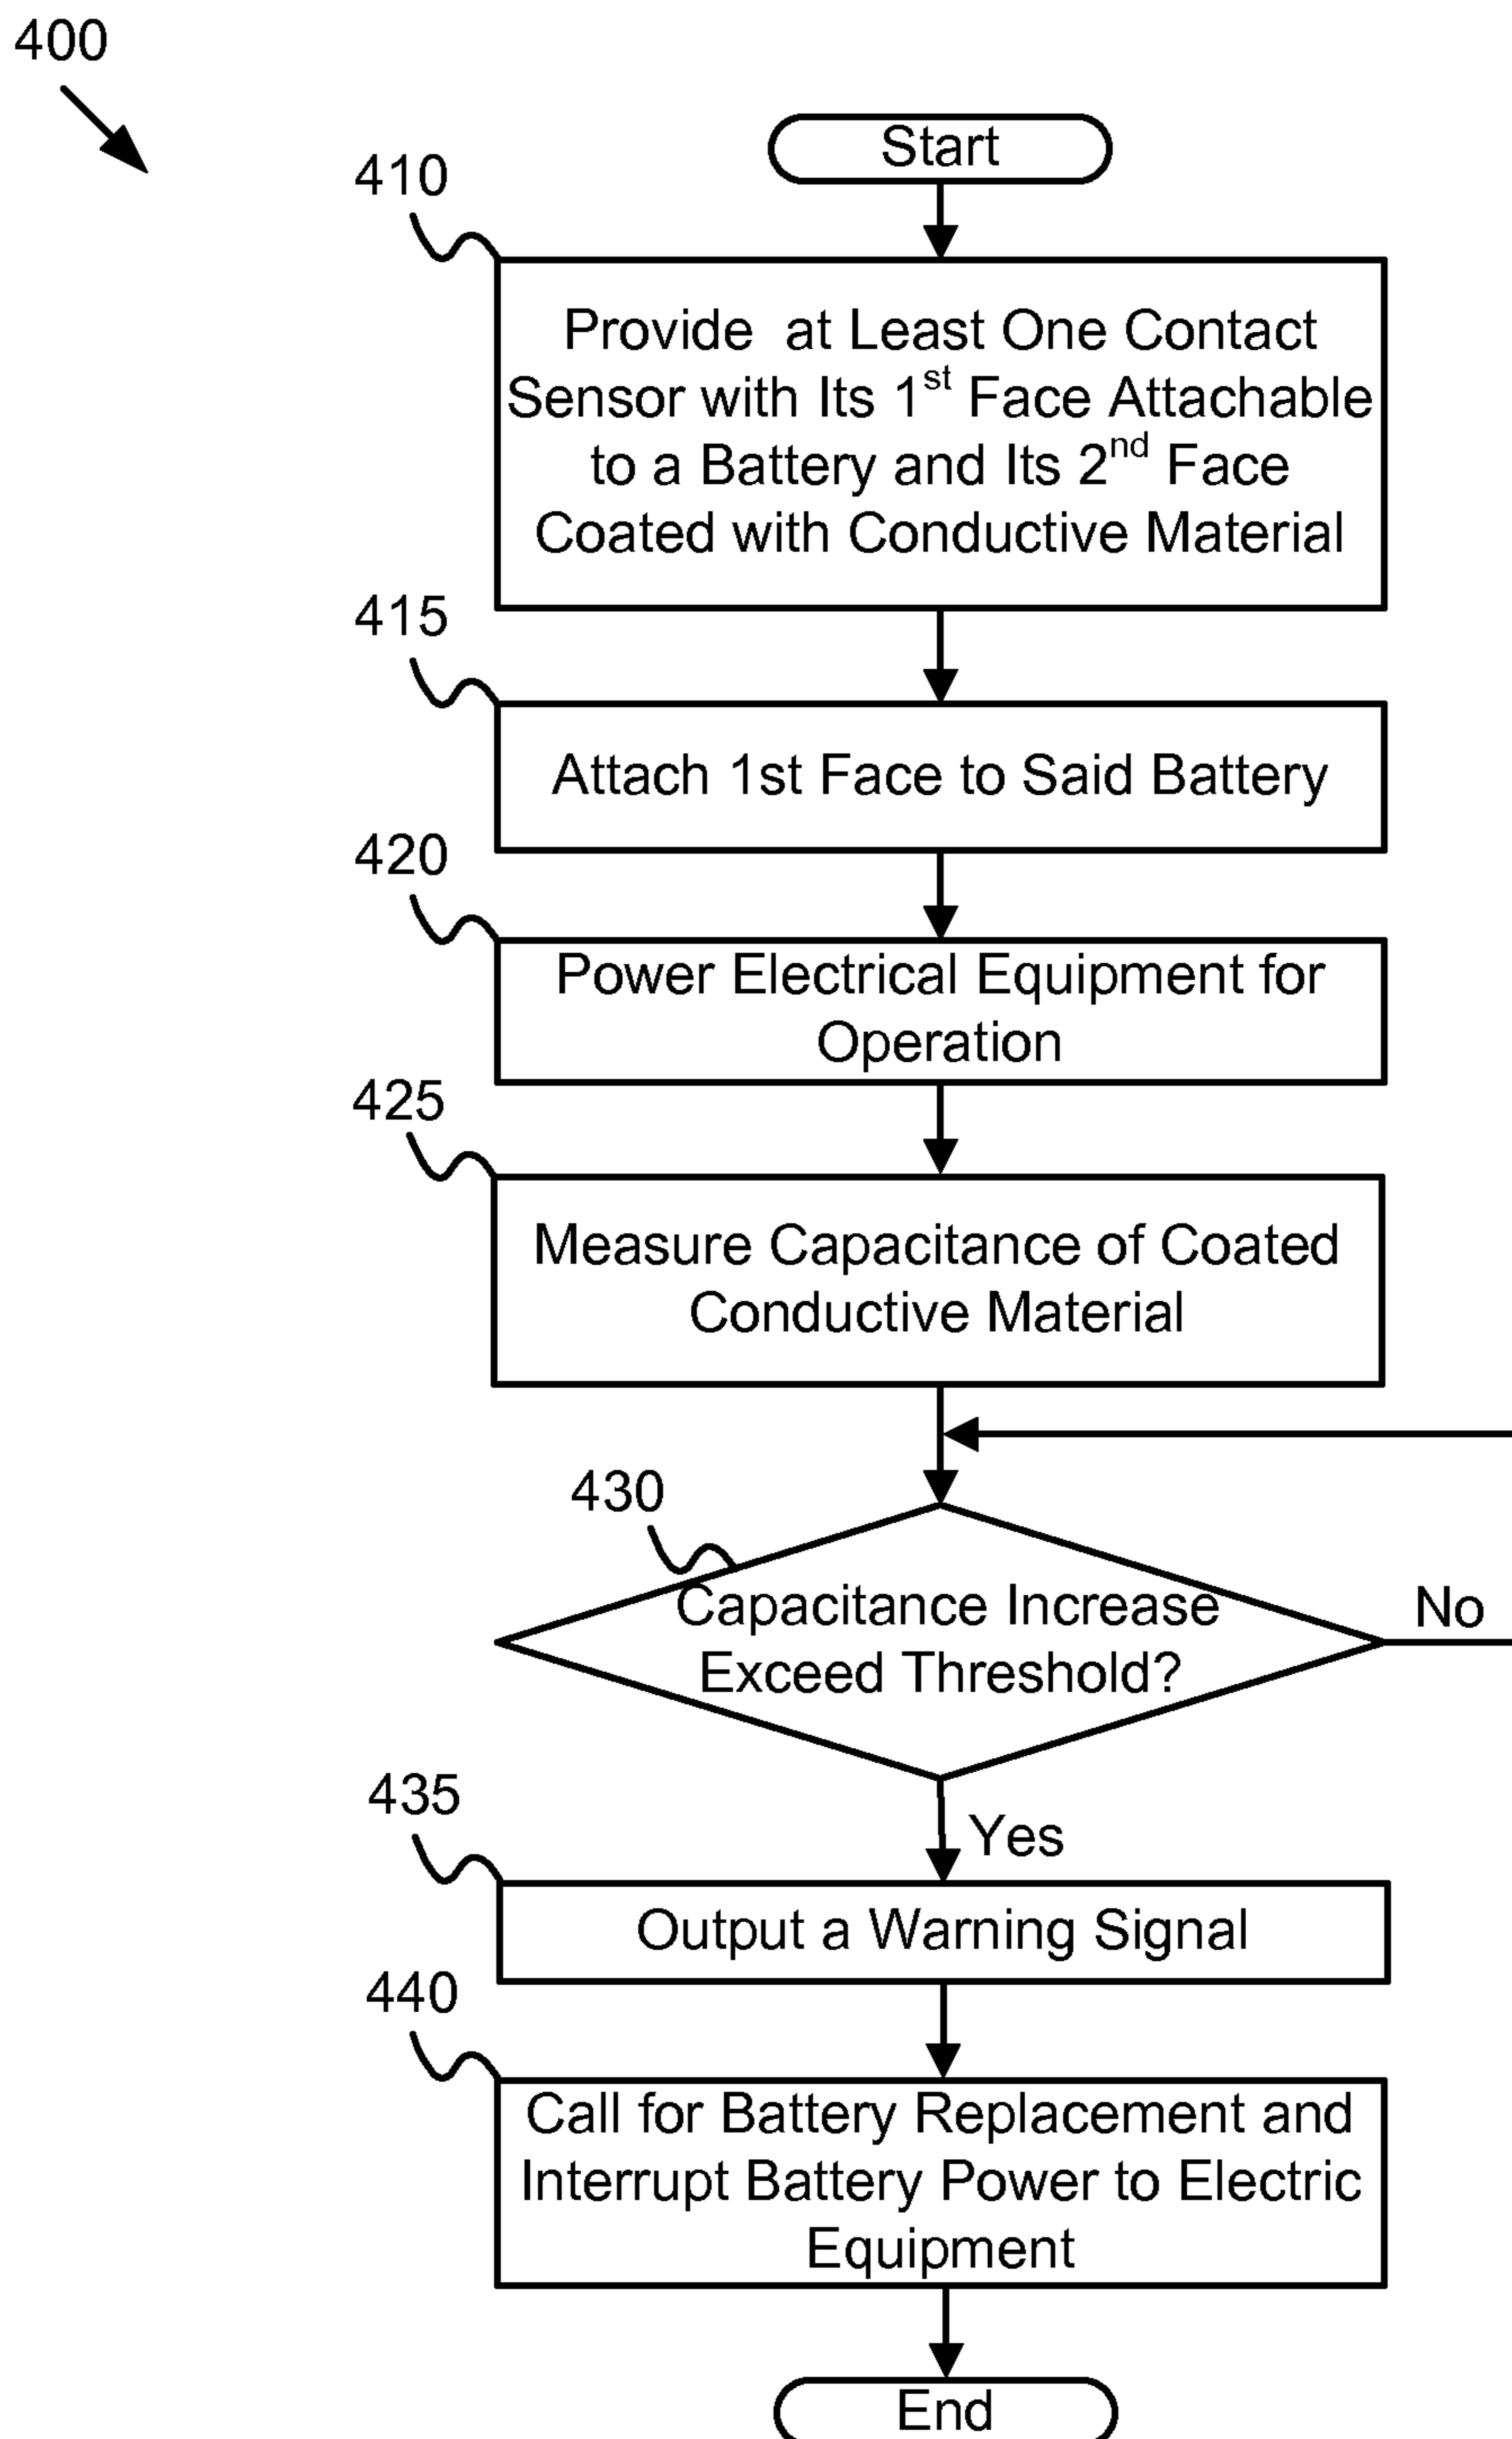 400
Start
410
Provide at Least One Contact
Sensor with Its 1st Face Attachable
to a Battery and Its 2nd Face
Coated with Conductive Material
415
Attach 1st Face to Said Battery
420
Power Electrical Equipment for
Operation
425
Measure Capacitance of Coated
Conductive Material
430
Capacitance Increase
Exceed Threshold?
No
Yes
435
Output a Warning Signal
440
Call for Battery Replacement and
Interrupt Battery Power to Electric
Equipment
End